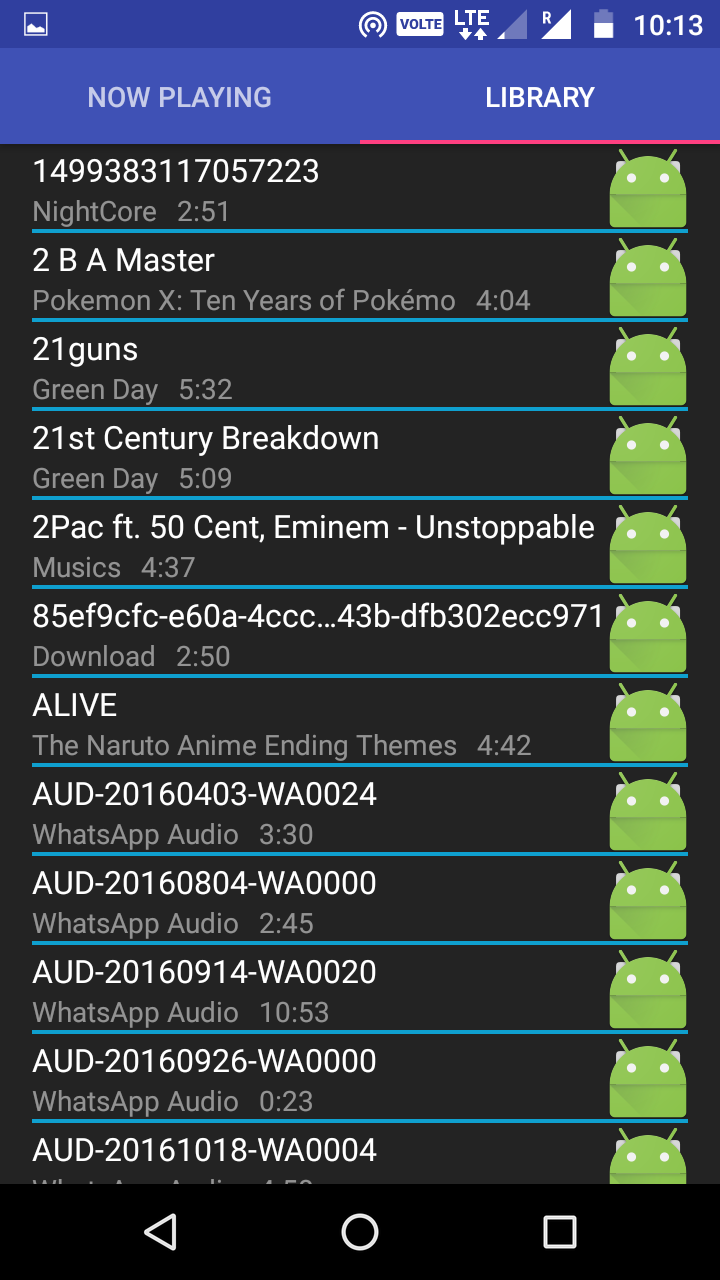 VOLTE LTE R 10:13
NOW PLAYING LIBRARY
1499383117057223
NightCore 2:51
2 B A Master
Pokemon X: Ten Years of Pokémo 4:04
21guns
Green Day 5:32
21st Century Breakdown
Green Day 5:09
2Pac ft. 50 Cent, Eminem - Unstoppable
Musics 4:37
85ef9cfc-e60a-4ccc...43b-dfb302ecc971
Download 2:50
ALIVE
The Naruto Anime Ending Themes 4:42
AUD-20160403-WA0024
WhatsApp Audio 3:30
AUD-20160804-WA0000
WhatsApp Audio 2:45
AUD-20160914-WA0020
WhatsApp Audio 10:53
AUD-20160926-WA0000
WhatsApp Audio 0:23
AUD-20161018-WA0004